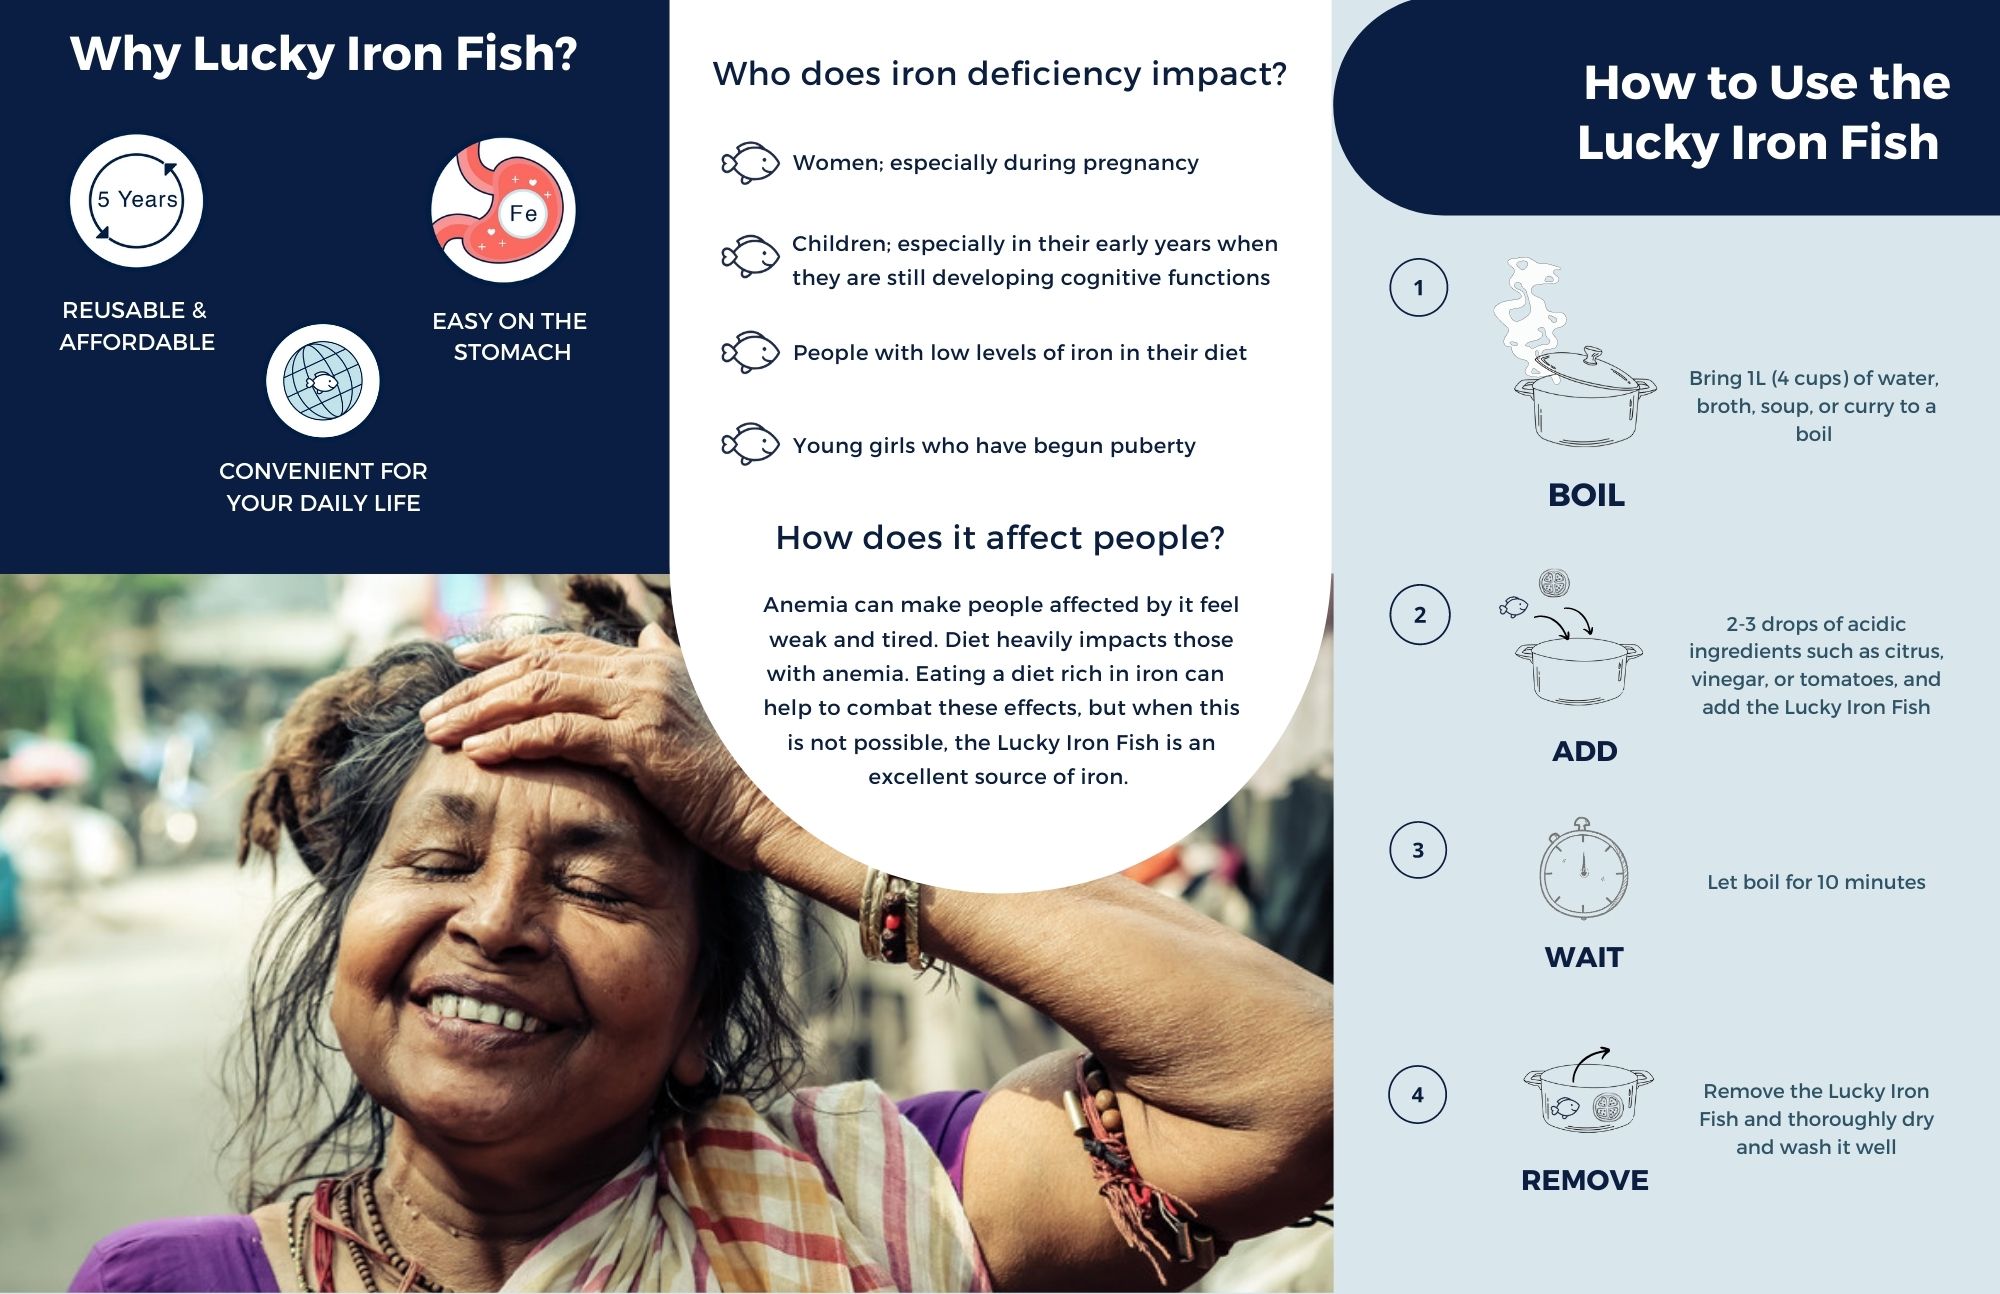 Why Lucky Iron Fish?
5 Years
Fe
REUSABLE &
AFFORDABLE
EASY ON THE
STOMACH
CONVENIENT FOR
YOUR DAILY LIFE
Who does iron deficiency impact?
Women; especially during pregnancy
Children; especially in their early years when
they are still developing cognitive functions
People with low levels of iron in their diet
Young girls who have begun puberty
How does it affect people?
Anemia can make people affected by it feel
weak and tired. Diet heavily impacts those
with anemia. Eating a diet rich in iron can
help to combat these effects, but when this
is not possible, the Lucky Iron Fish is an
excellent source of iron.
How to Use the
Lucky Iron Fish
1
Bring 1L (4 cups) of water,
broth, soup, or curry to a
boil
BOIL
2
2-3 drops of acidic
ingredients such as citrus,
vinegar, or tomatoes, and
add the Lucky Iron Fish
ADD
3
Let boil for 10 minutes
WAIT
4
Remove the Lucky Iron
Fish and thoroughly dry
and wash it well
REMOVE